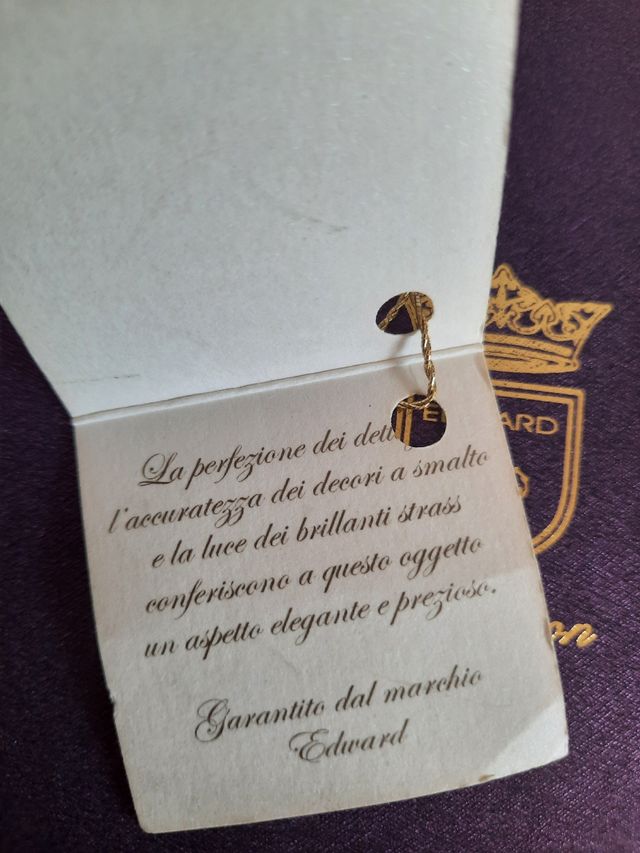 La perfezione dei
l'accuratezza dei decori a smalto
e la luce dei brillanti strass
conferiscono a questo oggetto
un aspetto elegante e prezioso.
Garantito dal marchio
Edward